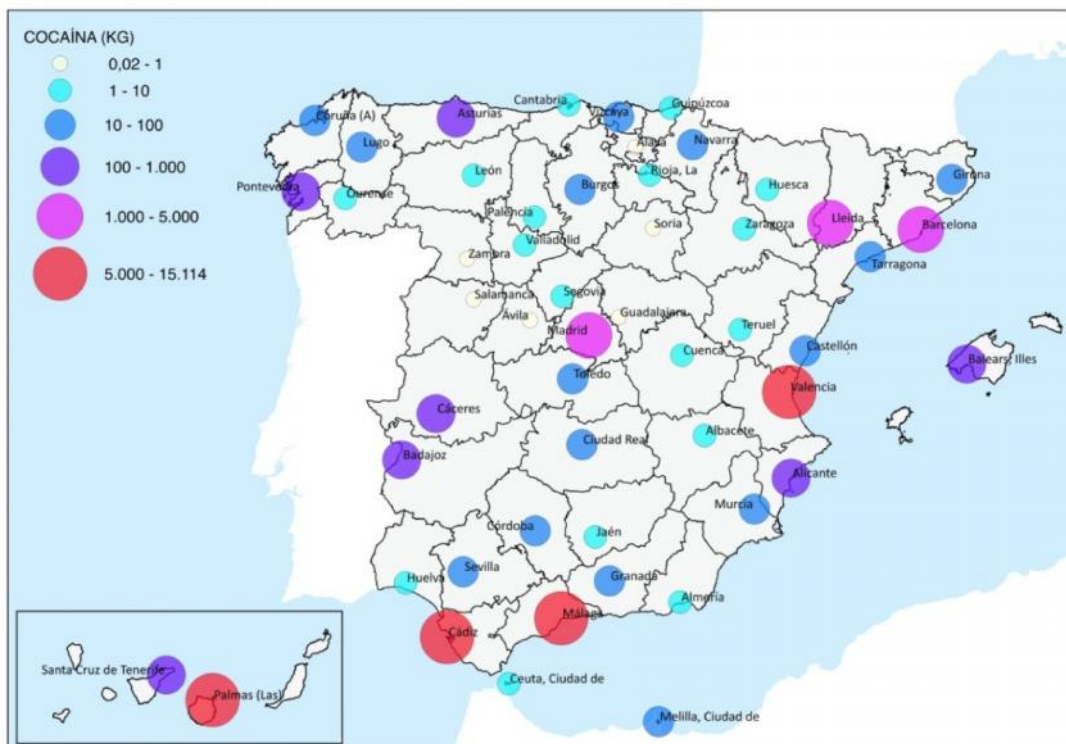 COCAÍNA (KG)
0,02 - 1
1 - 10
10 - 100
100 - 1.000
1.000 - 5.000
5.000 - 15.114
Cantabria
Guipúzcoa
Coruña (A)
Asturias
Vizcaya
Lugo
Álava
Navarra
Pontevedra
Ourense
León
Burgos
Rioja, La
Huesca
Girona
Palencia
Soria
Zaragoza
Lleida
Barcelona
Valladolid
Zamora
Tarragona
Salamanca
Segovia
Ávila
Guadalajara
Madrid
Teruel
Cuenca
Castellón
Balears, Illes
Toledo
Valencia
Cáceres
Albacete
Ciudad Real
Badajoz
Alicante
Murcia
Córdoba
Jaén
Sevilla
Huelva
Granada
Almería
Málaga
Cádiz
Santa Cruz de Tenerife
Palmas (Las)
Ceuta, Ciudad de
Melilla, Ciudad de